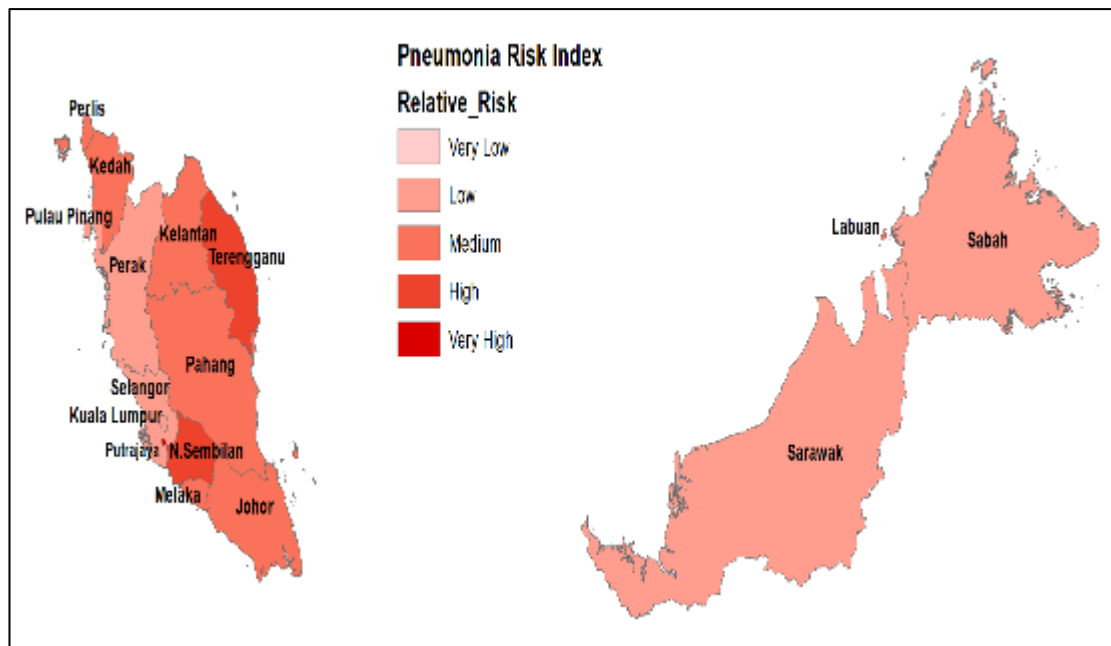 Pneumonia Risk Index
Relative_Risk
Very Low
Low
Medium
High
Very High
Perlis
Kedah
Pulau Pinang
Kelantan
Terengganu
Perak
Pahang
Selangor
Kuala Lumpur
Putrajaya
N.Sembilan
Melaka
Johor
Labuan
Sabah
Sarawak